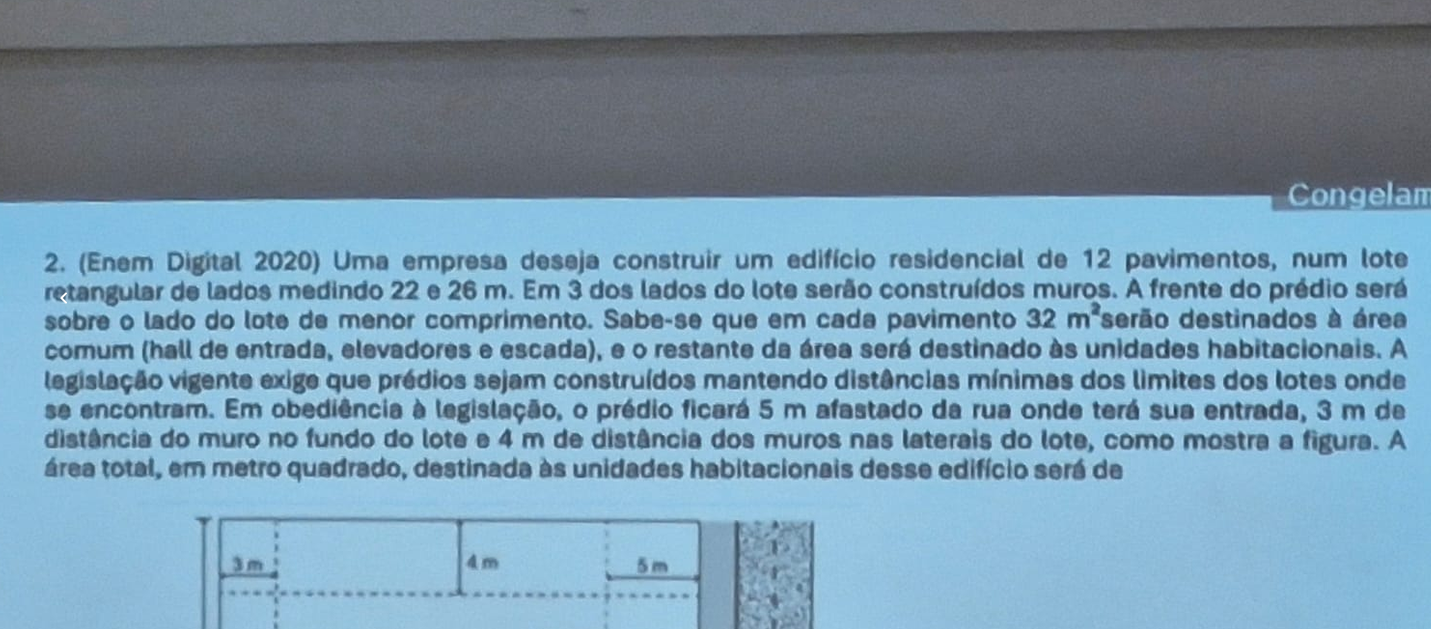 Congelam
2. (Enem Digital 2020) Uma empresa deseja construir um edifício residencial de 12 pavimentos, num lote
retangular de lados medindo 22 e 26 m. Em 3 dos lados do lote serão construídos muros. A frente do prédio será
sobre o lado do lote de menor comprimento. Sabe-se que em cada pavimento 32 m²serão destinados à área
comum (hall de entrada, elevadores e escada), e o restante da área será destinado às unidades habitacionais. A
legislação vigente exige que prédios sejam construídos mantendo distâncias mínimas dos limites dos lotes onde
se encontram. Em obediência à legislação, o prédio ficará 5 m afastado da rua onde terá sua entrada, 3 m de
distância do muro no fundo do lote e 4 m de distância dos muros nas laterais do lote, como mostra a figura. A
área total, em metro quadrado, destinada às unidades habitacionais desse edifício será de
3 m 4 m 5 m